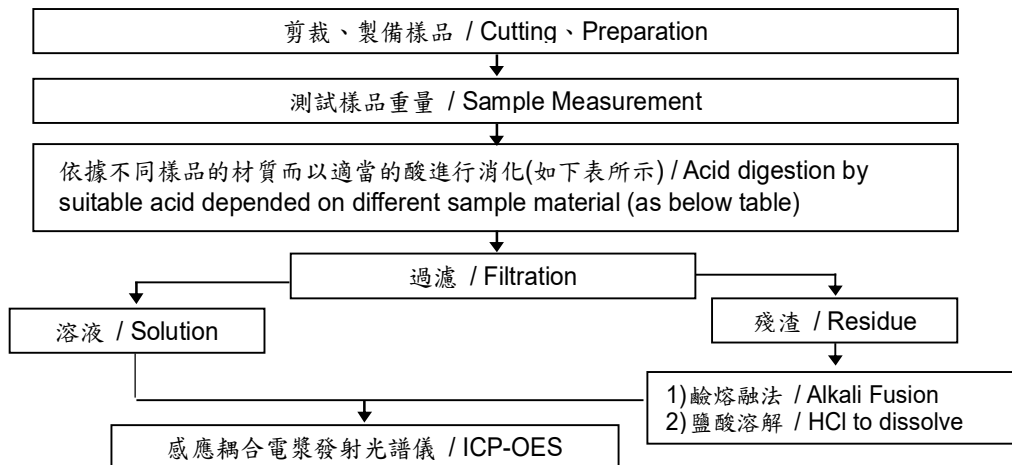 剪裁、製備樣品 / Cutting、Preparation
測試樣品重量 / Sample Measurement
依據不同樣品的材質而以適當的酸進行消化(如下表所示) / Acid digestion by
suitable acid depended on different sample material (as below table)
過濾 / Filtration
溶液 / Solution
殘渣 / Residue
1)鹼熔融法 / Alkali Fusion
2)鹽酸溶解 / HCl to dissolve
感應耦合電漿發射光譜儀 / ICP-OES